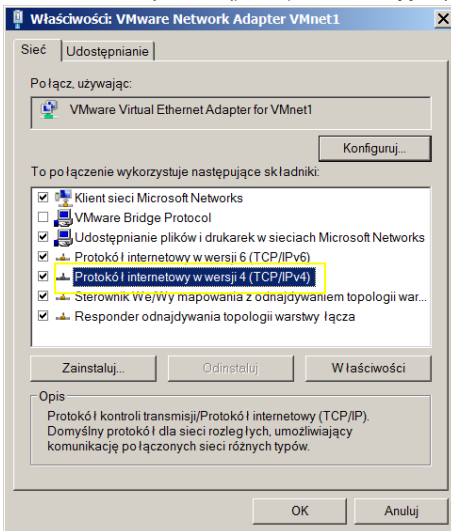 Właściwości: VMware Network Adapter VMnet1
Sieć Udostępnianie
Połącz, używając:
VMware Virtual Ethernet Adapter for VMnet1
Konfiguruj...
To połączenie wykorzystuje następujące składniki:
Klient sieci Microsoft Networks
VMware Bridge Protocol
Udostępnianie plików i drukarek w sieciach Microsoft Networks
Protokół internetowy w wersji 6 (TCP/IPv6)
Protokół internetowy w wersji 4 (TCP/IPv4)
Sterownik We/Wy mapowania z odnajdywaniem topologii war...
Responder odnajdywania topologii warstwy łącza
Zainstaluj... Odinstaluj Właściwości
Opis
Protokół kontroli transmisji/Protokół internetowy (TCP/IP).
Domyślny protokół dla sieci rozległych, umożliwiający
komunikację połączonych sieci różnych typów.
OK Anuluj